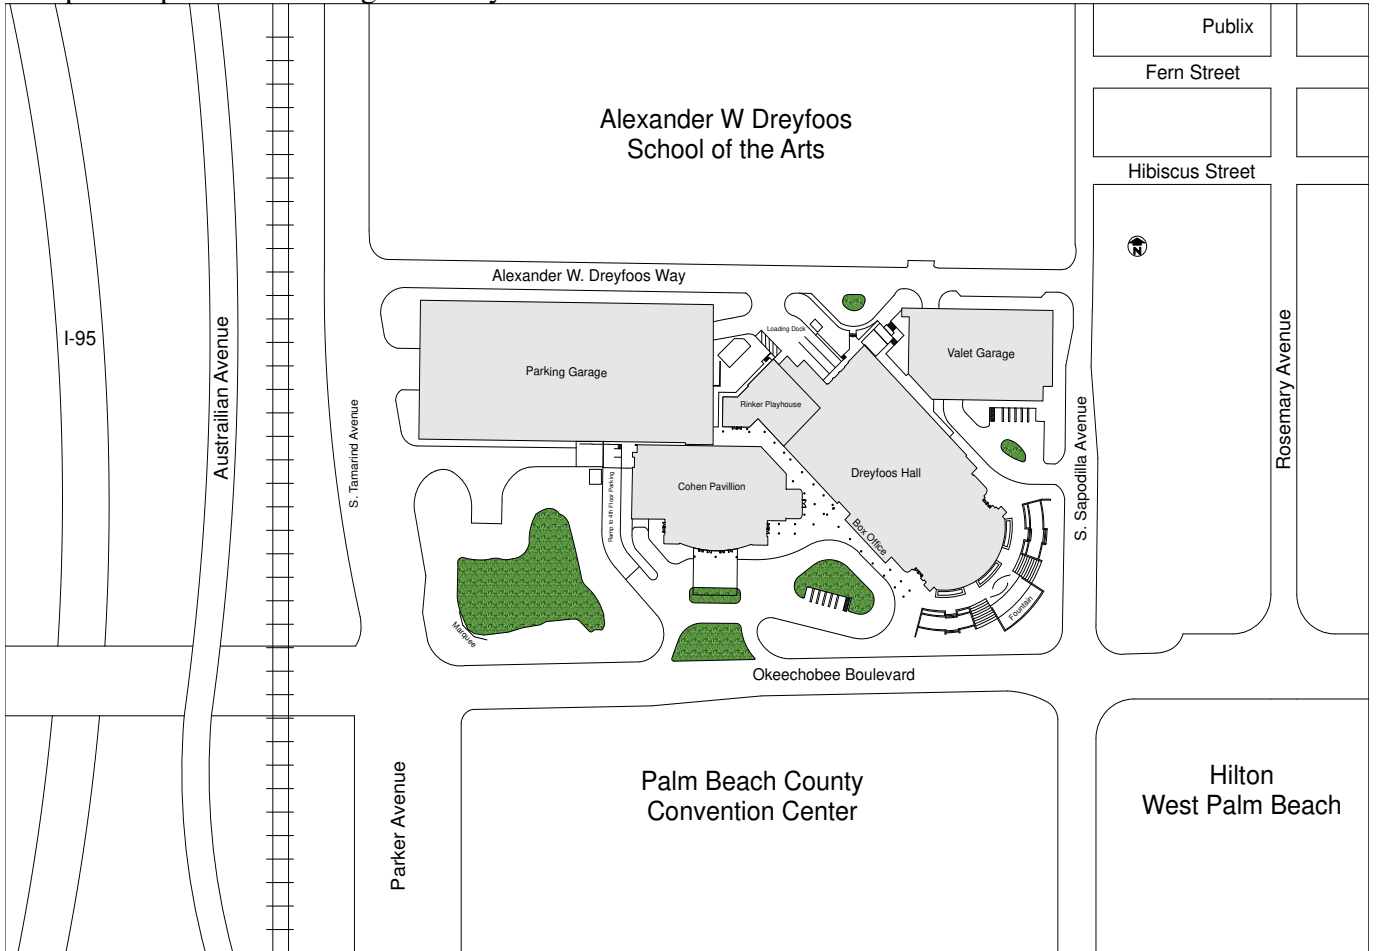 Publix
Fern Street
Alexander W Dreyfoos
School of the Arts
Hibiscus Street
N
Alexander W. Dreyfoos Way
Loading Dock
I-95
Austrailian Avenue
Valet Garage
Parking Garage
Rinker Playhouse
S. Tamarind Avenue
Rosemary Avenue
S. Sapodilla Avenue
Dreyfoos Hall
Cohen Pavillion
Ramp to 4th Floor Parking
Box Office
Fountain
Marquee
Okeechobee Boulevard
Palm Beach County
Convention Center
Hilton
West Palm Beach
Parker Avenue